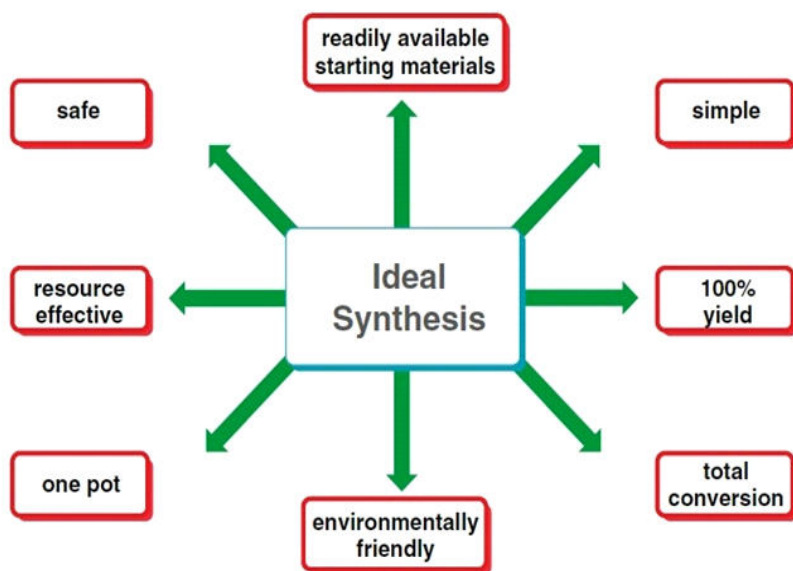 readily available
starting materials
safe
simple
Ideal
Synthesis
resource
effective
100%
yield
one pot
total
conversion
environmentally
friendly